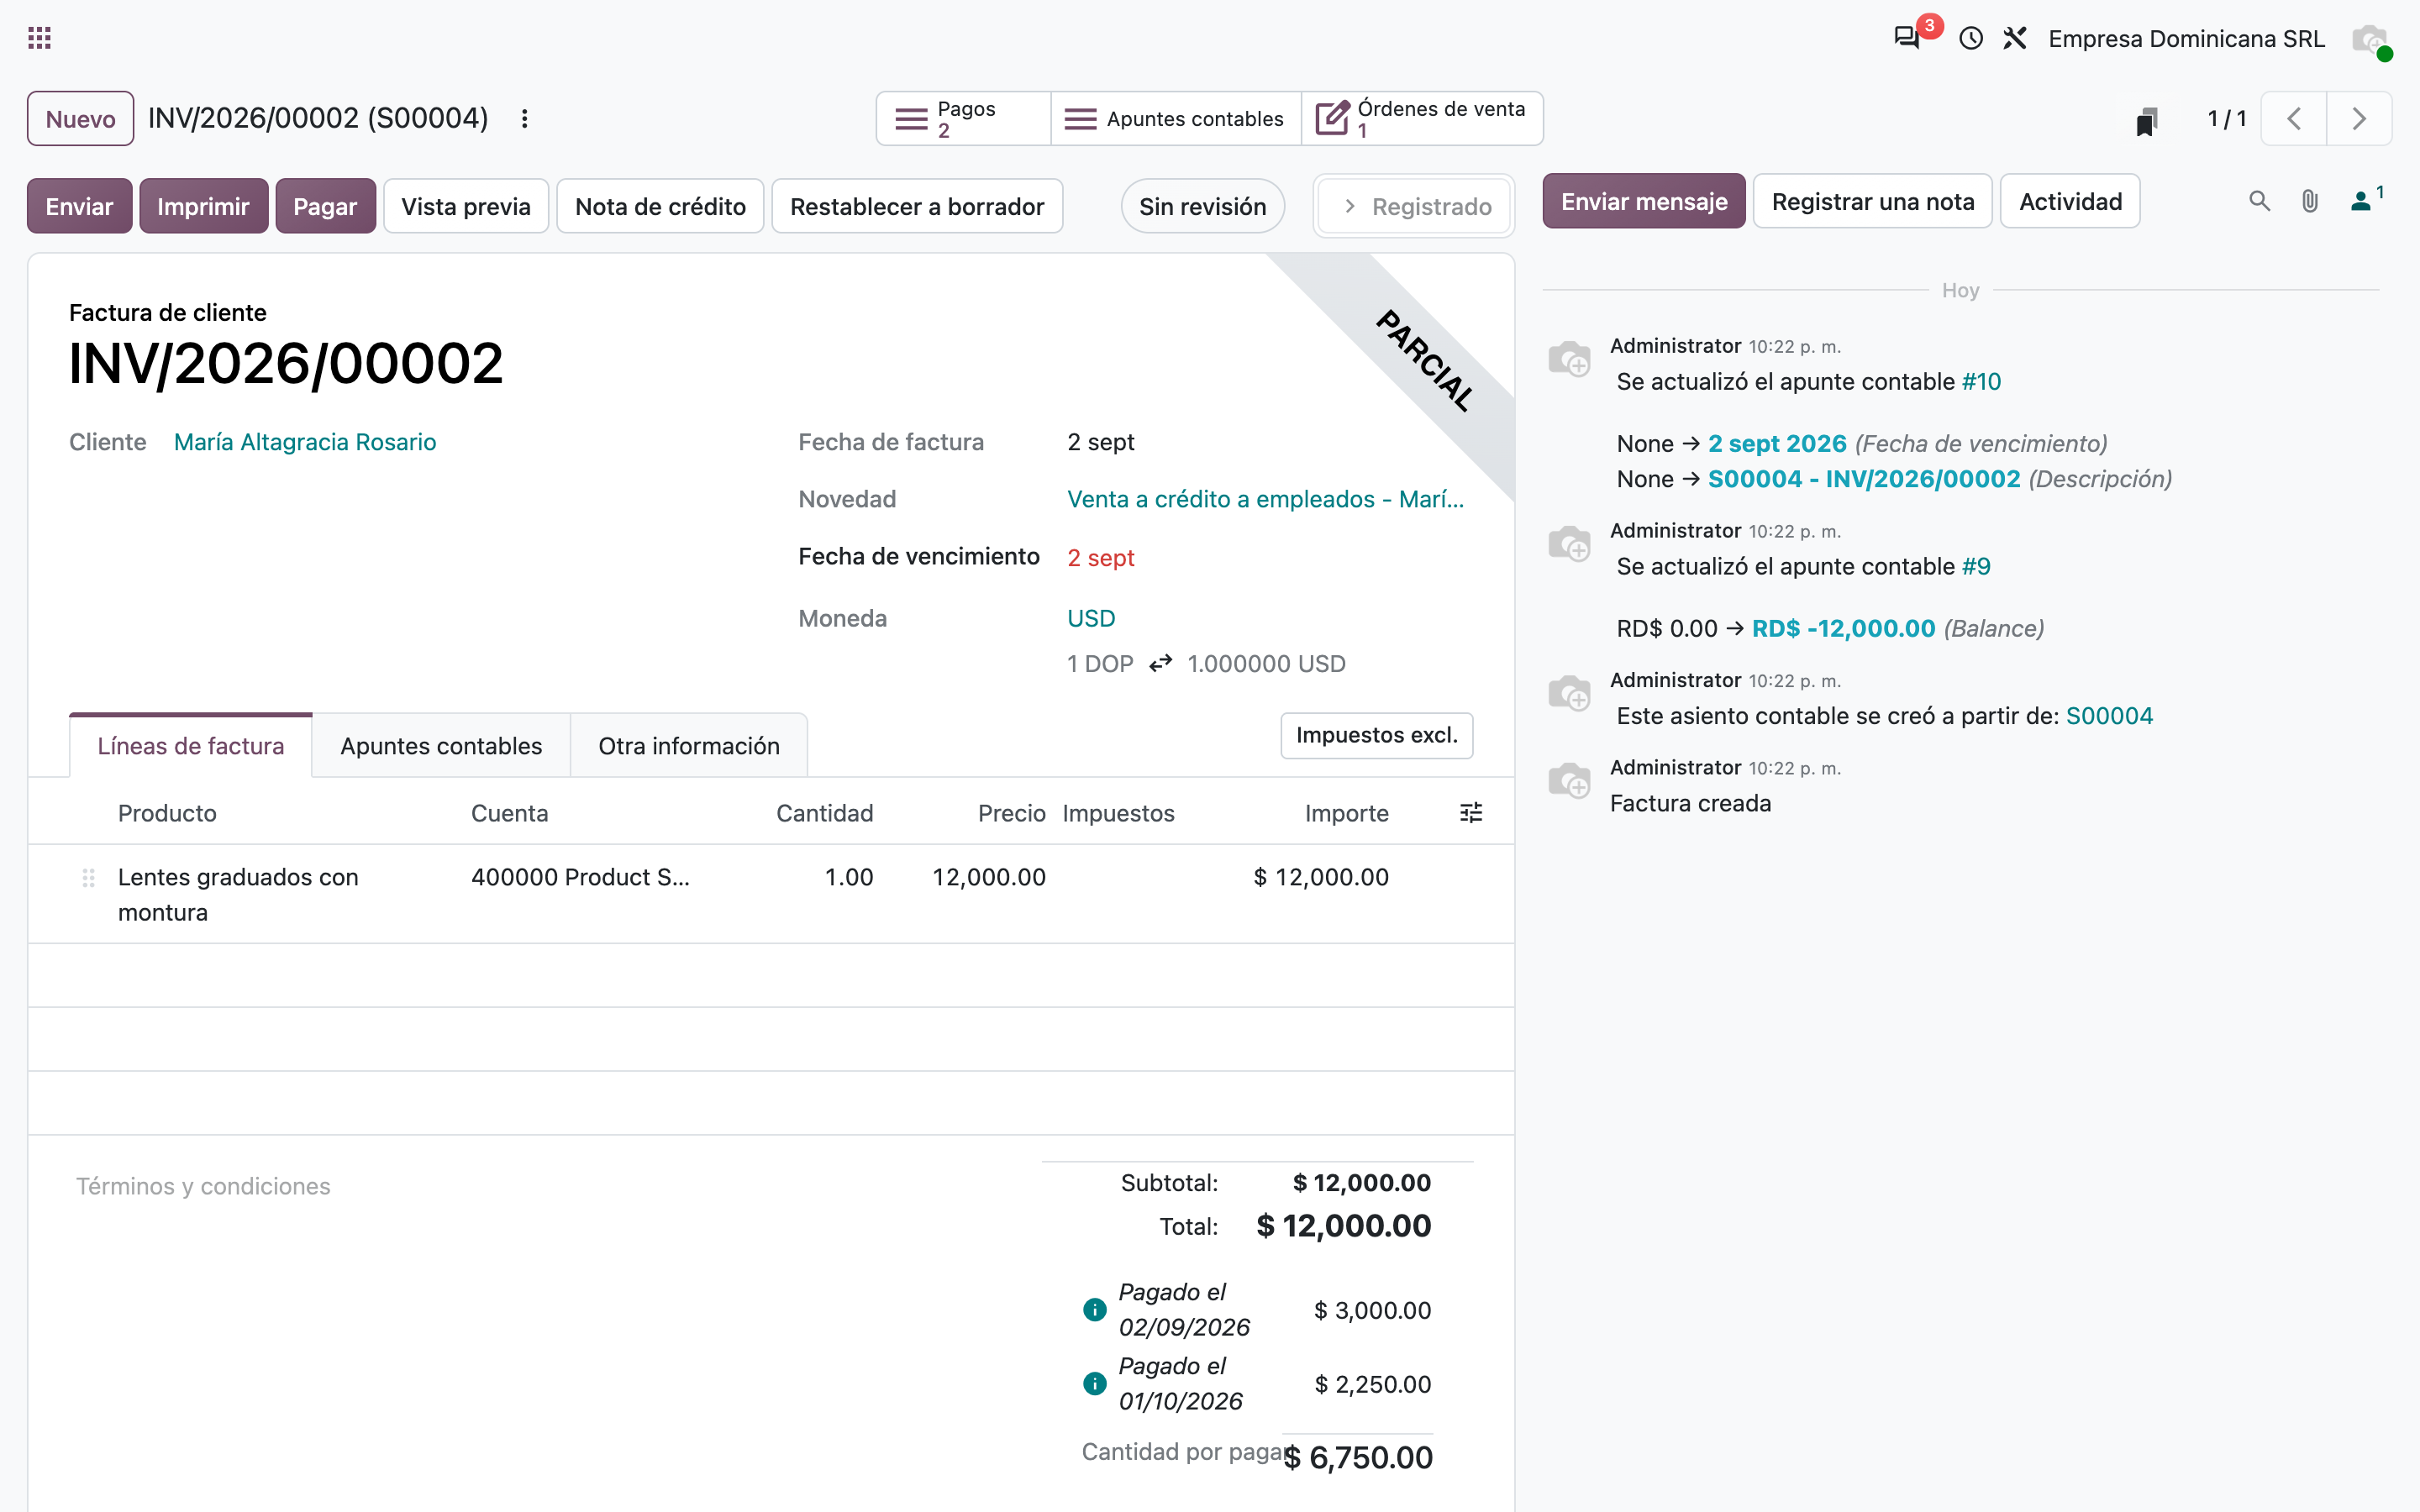 3
Empresa Dominicana SRL
Nuevo
INV/2026/00002 (S00004)
Pagos
2
Apuntes contables
Órdenes de venta
1
1 / 1
Enviar
Imprimir
Pagar
Vista previa
Nota de crédito
Restablecer a borrador
Sin revisión
Registrado
Enviar mensaje
Registrar una nota
Actividad
1
PARCIAL
Factura de cliente
INV/2026/00002
Cliente María Altagracia Rosario
Fecha de factura 2 sept
Novedad Venta a crédito a empleados - Marí...
Fecha de vencimiento 2 sept
Moneda USD
1 DOP 1.000000 USD
Líneas de factura
Apuntes contables
Otra información
Impuestos excl.
Producto Cuenta Cantidad Precio Impuestos Importe
Lentes graduados con 400000 Product S... 1.00 12,000.00 $ 12,000.00
montura
Términos y condiciones
Subtotal: $ 12,000.00
Total: $ 12,000.00
Pagado el
02/09/2026 $ 3,000.00
Pagado el
01/10/2026 $ 2,250.00
Cantidad por pagar $ 6,750.00
Hoy
Administrator 10:22 p. m.
Se actualizó el apunte contable #10
None → 2 sept 2026 (Fecha de vencimiento)
None → S00004 - INV/2026/00002 (Descripción)
Administrator 10:22 p. m.
Se actualizó el apunte contable #9
RD$ 0.00 → RD$ -12,000.00 (Balance)
Administrator 10:22 p. m.
Este asiento contable se creó a partir de: S00004
Administrator 10:22 p. m.
Factura creada